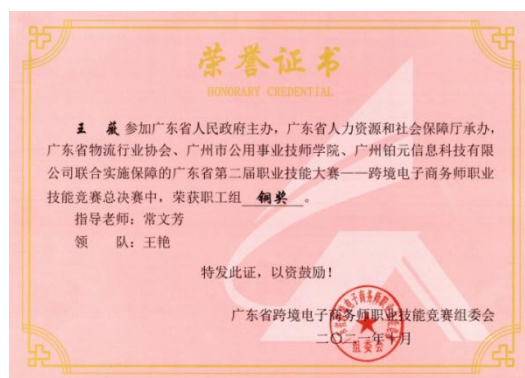 荣誉证书
HONORARY CREDENTIAL
王 薇 参加广东省人民政府主办，广东省人力资源和社会保障厅承办，
广东省物流行业协会、广州市公用事业技师学院、广州铂元信息科技有限
公司联合实施保障的广东省第二届职业技能大赛——跨境电子商务师职业
技能竞赛总决赛中，荣获职工组 铜奖 。
指导老师：常文芳
领 队：王艳
特发此证，以资鼓励！
广东省跨境电子商务师职业技能竞赛组委会
二〇二一年十月
组委会